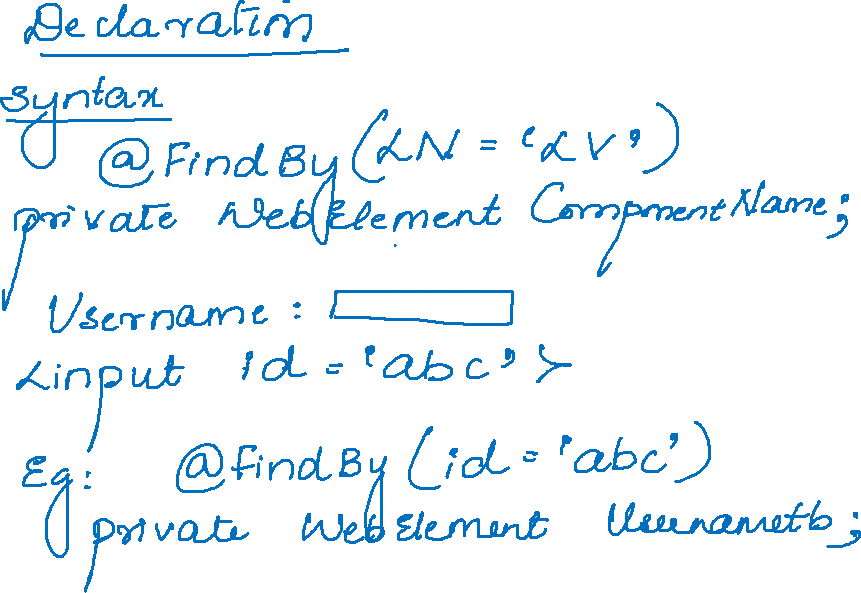 Declaration
Syntax
@FindBy(LN = 'LV')
private WebElement ComponentName;
Username :
<input id = 'abc'>
Eg: @findBy(id = 'abc')
private WebElement Usernametb;